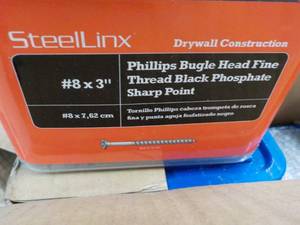 SteelLinx
Drywall Construction
#8 x 3"
Phillips Bugle Head Fine
Thread Black Phosphate
Sharp Point
#8 x 7,62 cm
Tornillo Phillips cabeza trompeta de rosca
fina y punta aguja fosfatizado negro